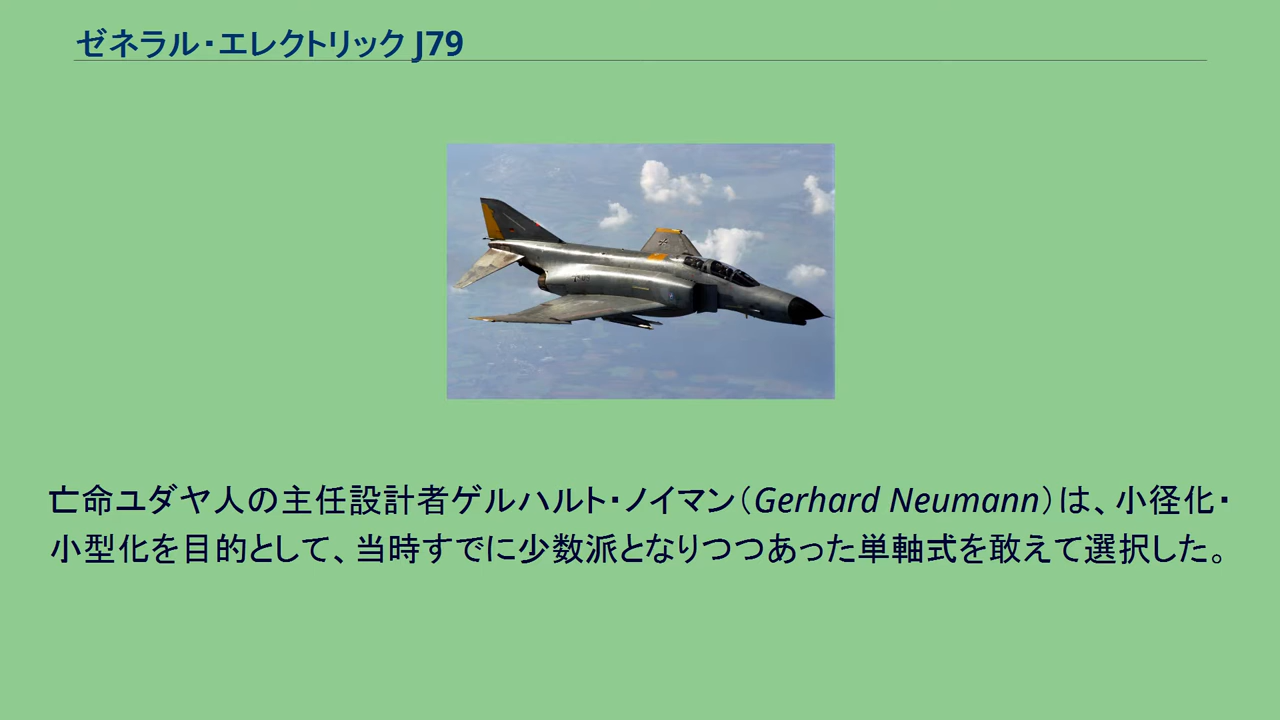 ゼネラル・エレクトリック J79
亡命ユダヤ人の主任設計者ゲルハルト・ノイマン（Gerhard Neumann）は、小径化・
小型化を目的として、当時すでに少数派となりつつあった単軸式を敢えて選択した。